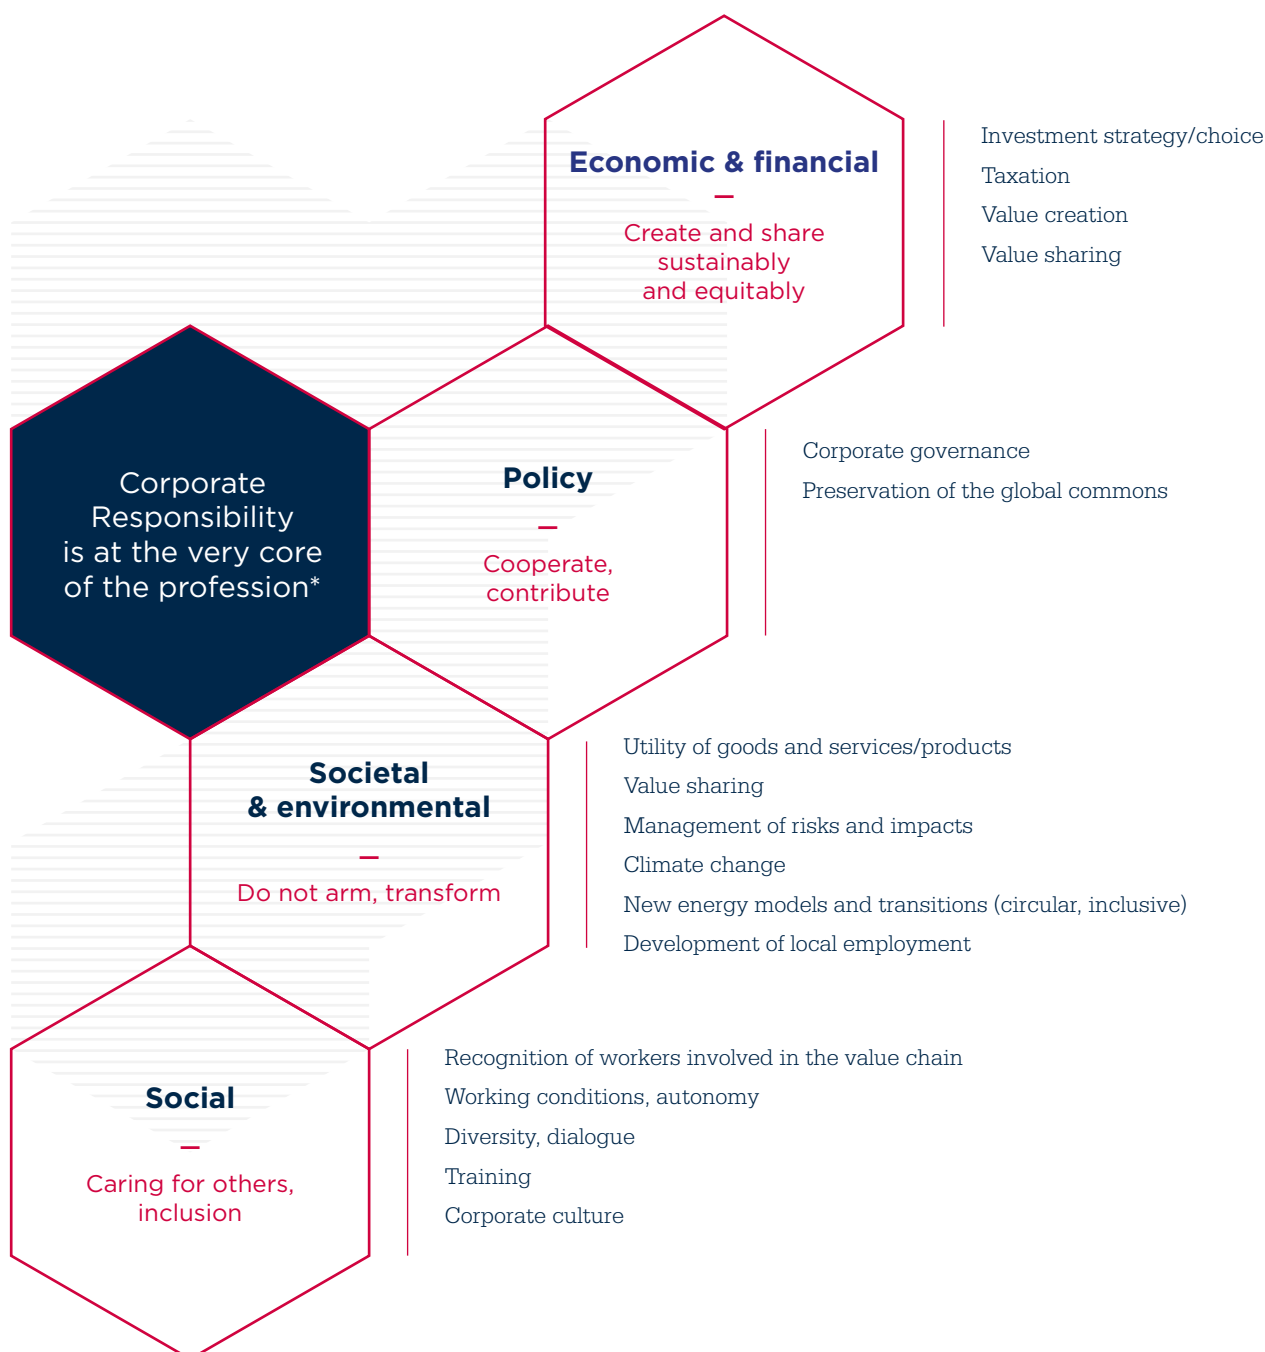 Economic & financial
–
Create and share
sustainably
and equitably
Investment strategy/choice
Taxation
Value creation
Value sharing
Corporate
Responsibility
is at the very core
of the profession*
Policy
–
Cooperate,
contribute
Corporate governance
Preservation of the global commons
Societal
& environmental
–
Do not arm, transform
Utility of goods and services/products
Value sharing
Management of risks and impacts
Climate change
New energy models and transitions (circular, inclusive)
Development of local employment
Social
–
Caring for others,
inclusion
Recognition of workers involved in the value chain
Working conditions, autonomy
Diversity, dialogue
Training
Corporate culture